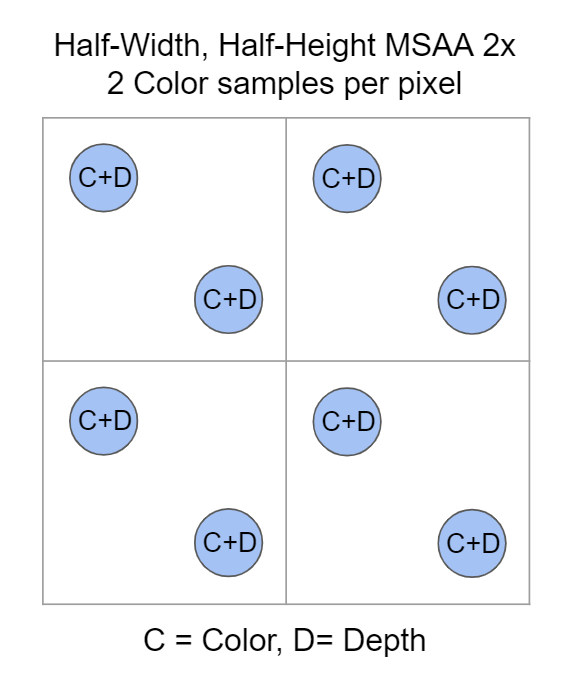 Half-Width, Half-Height MSAA 2x
2 Color samples per pixel
C+D C+D
C+D C+D
C+D C+D
C+D C+D
C = Color, D= Depth